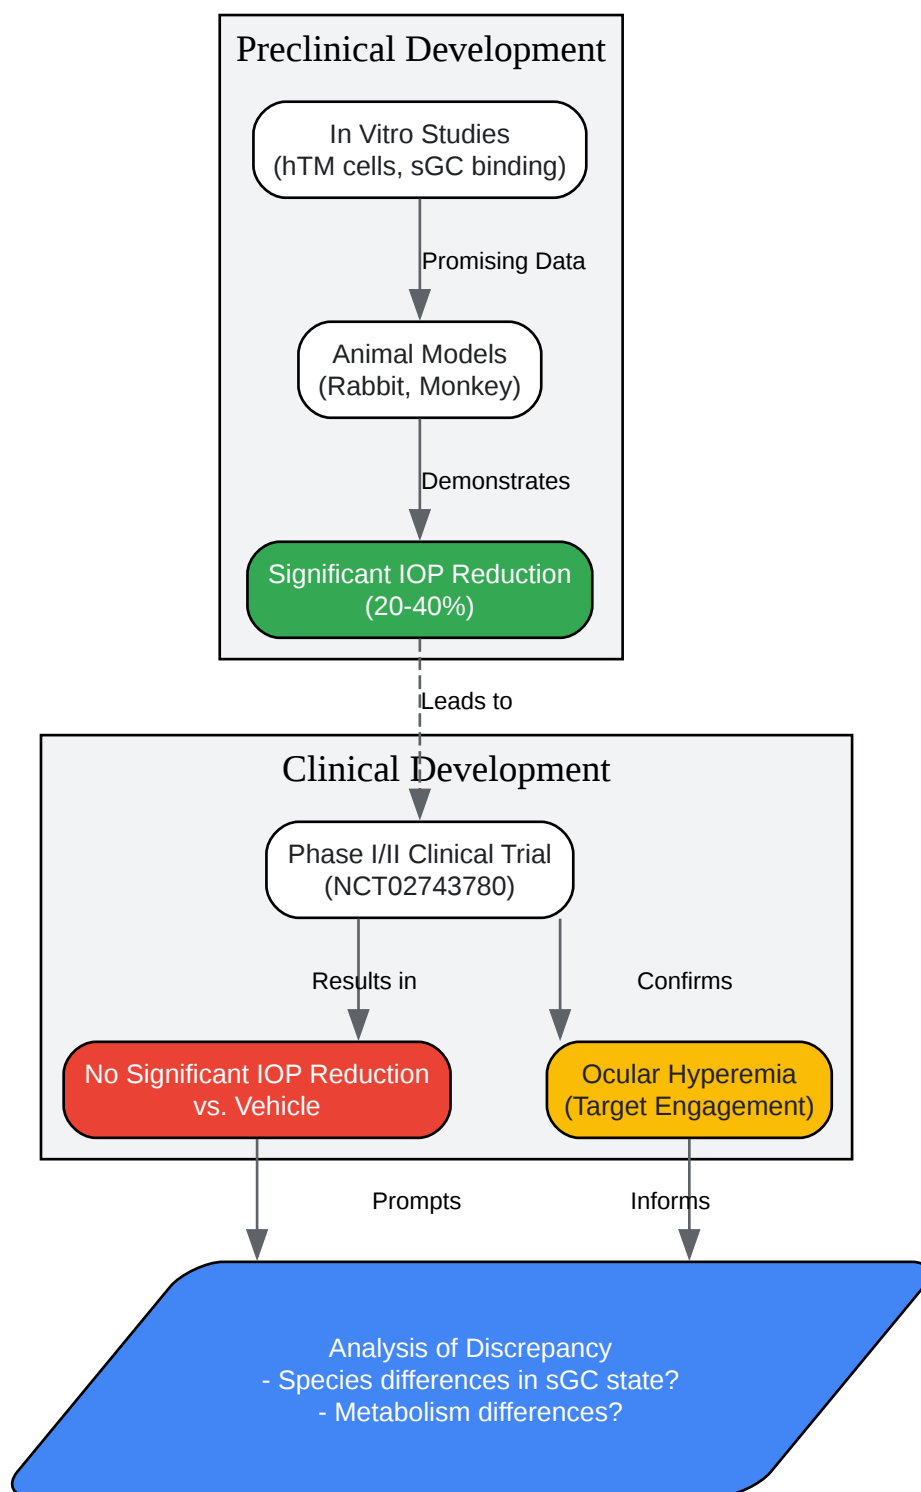 Preclinical Development
In Vitro Studies
(hTM cells, sGC binding)
Promising Data
Animal Models
(Rabbit, Monkey)
Demonstrates
Significant IOP Reduction
(20-40%)
Leads to
Clinical Development
Phase I/II Clinical Trial
(NCT02743780)
Results in
Confirms
No Significant IOP Reduction
vs. Vehicle
Ocular Hyperemia
(Target Engagement)
Prompts
Informs
Analysis of Discrepancy
- Species differences in sGC state?
- Metabolism differences?